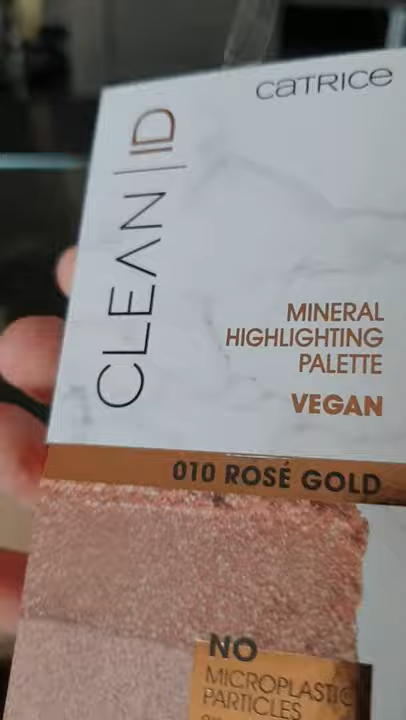 CATRICE
CLEAN|ID
MINERAL
HIGHLIGHTING
PALETTE
VEGAN
010 ROSÉ GOLD
NO
MICROPLASTIC
PARTICLES